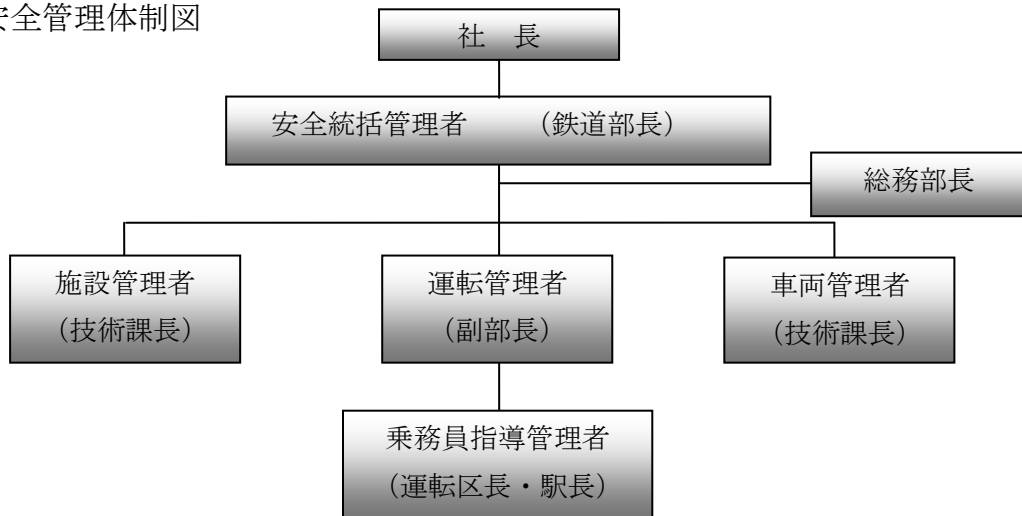 安全管理体制図
社　長
安全統括管理者　　（鉄道部長）
総務部長
施設管理者
（技術課長）
運転管理者
（副部長）
車両管理者
（技術課長）
乗務員指導管理者
（運転区長・駅長）